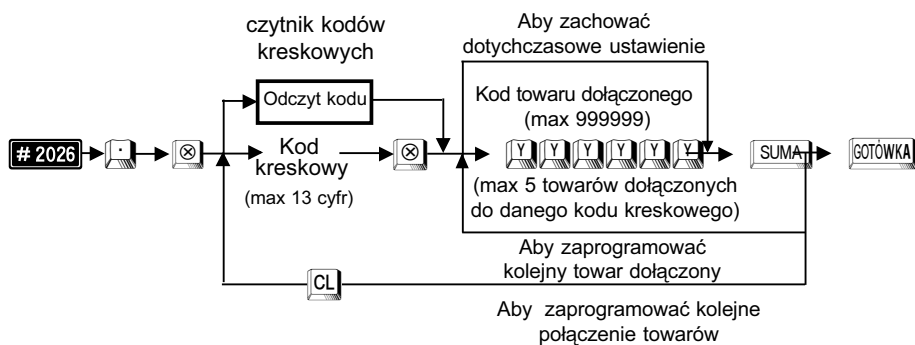 czytnik kodów
kreskowych
Aby zachować
dotychczasowe ustawienie
Odczyt kodu
Kod towaru dołączonego
(max 999999)
# 2026 . ⊗ Kod ⊗ Y Y Y Y Y Y SUMA GOTÓWKA
kreskowy
(max 13 cyfr)
(max 5 towarów dołączonych
do danego kodu kreskowego)
Aby zaprogramować
kolejny towar dołączony
CL
Aby zaprogramować kolejne
połączenie towarów